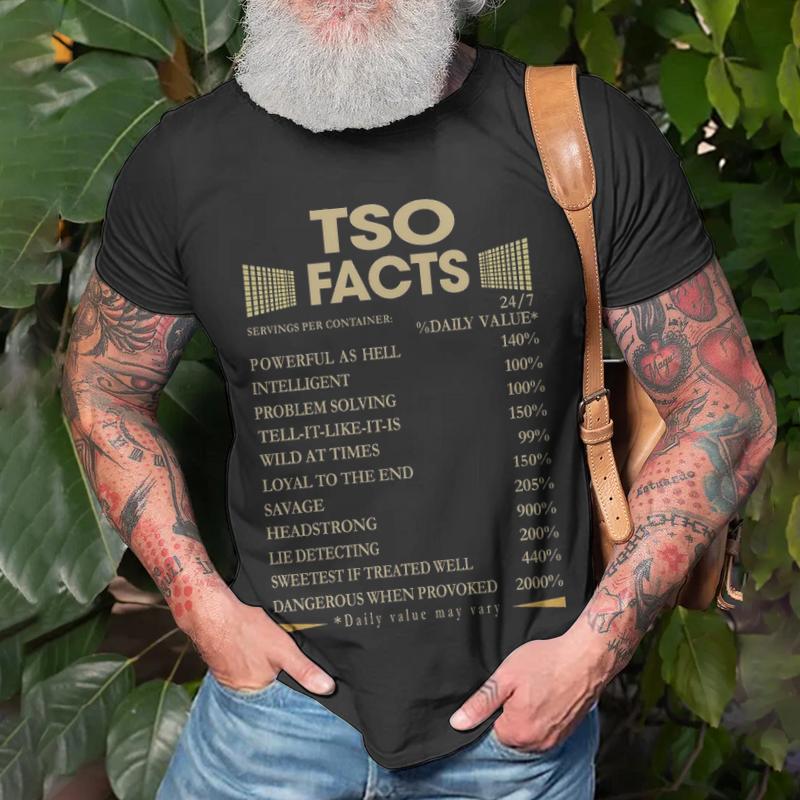 TSO
FACTS
24/7
SERVINGS PER CONTAINER: %DAILY VALUE*
POWERFUL AS HELL 140%
INTELLIGENT 100%
PROBLEM SOLVING 100%
TELL-IT-LIKE-IT-IS 150%
WILD AT TIMES 99%
LOYAL TO THE END 150%
SAVAGE 205%
HEADSTRONG 900%
LIE DETECTING 200%
SWEETEST IF TREATED WELL 440%
DANGEROUS WHEN PROVOKED 2000%
*Daily value may vary
Estuardo